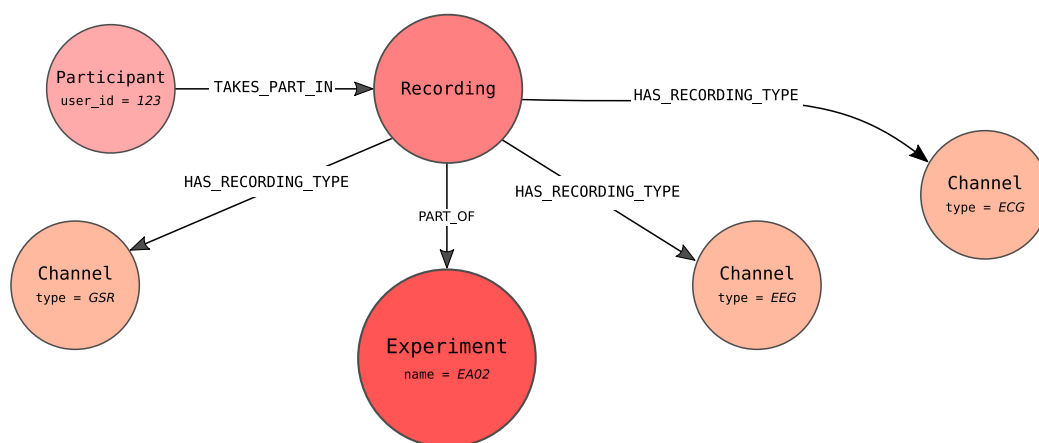 Participant
user_id = 123
TAKES_PART_IN
Recording
HAS_RECORDING_TYPE
Channel
type = ECG
HAS_RECORDING_TYPE
HAS_RECORDING_TYPE
PART_OF
Channel
type = GSR
Channel
type = EEG
Experiment
name = EA02